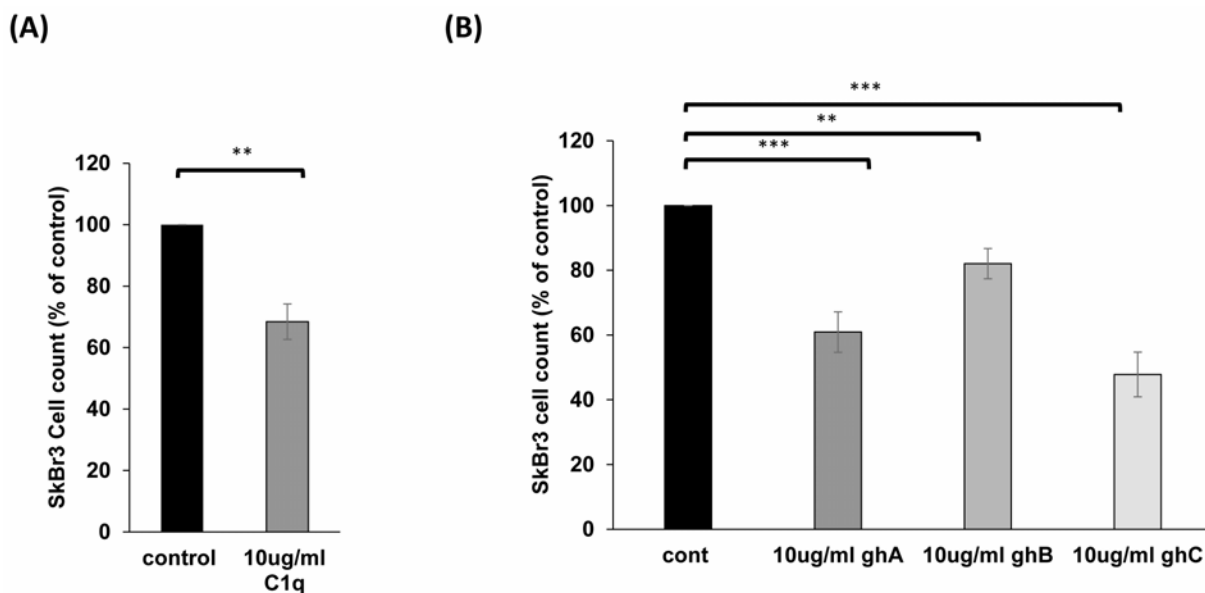 (A)
(B)
SkBr3 Cell count (% of control)
120
100
80
60
40
20
0
**
control
10ug/ml
C1q
SkBr3 cell count (% of control)
120
100
80
60
40
20
0
***
**
***
cont
10ug/ml ghA
10ug/ml ghB
10ug/ml ghC